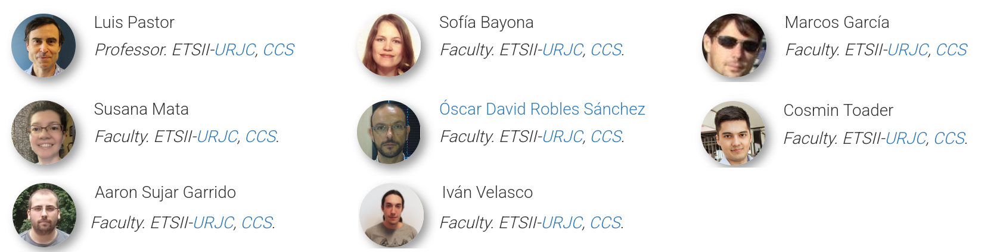 Luis Pastor
Professor. ETSII-URJC, CCS
Sofía Bayona
Faculty. ETSII-URJC, CCS.
Marcos García
Faculty. ETSII-URJC, CCS
Susana Mata
Faculty. ETSII-URJC, CCS.
Óscar David Robles Sánchez
Faculty. ETSII-URJC, CCS.
Cosmin Toader
Faculty. ETSII-URJC, CCS.
Aaron Sujar Garrido
Faculty. ETSII-URJC, CCS.
Iván Velasco
Faculty. ETSII-URJC, CCS.